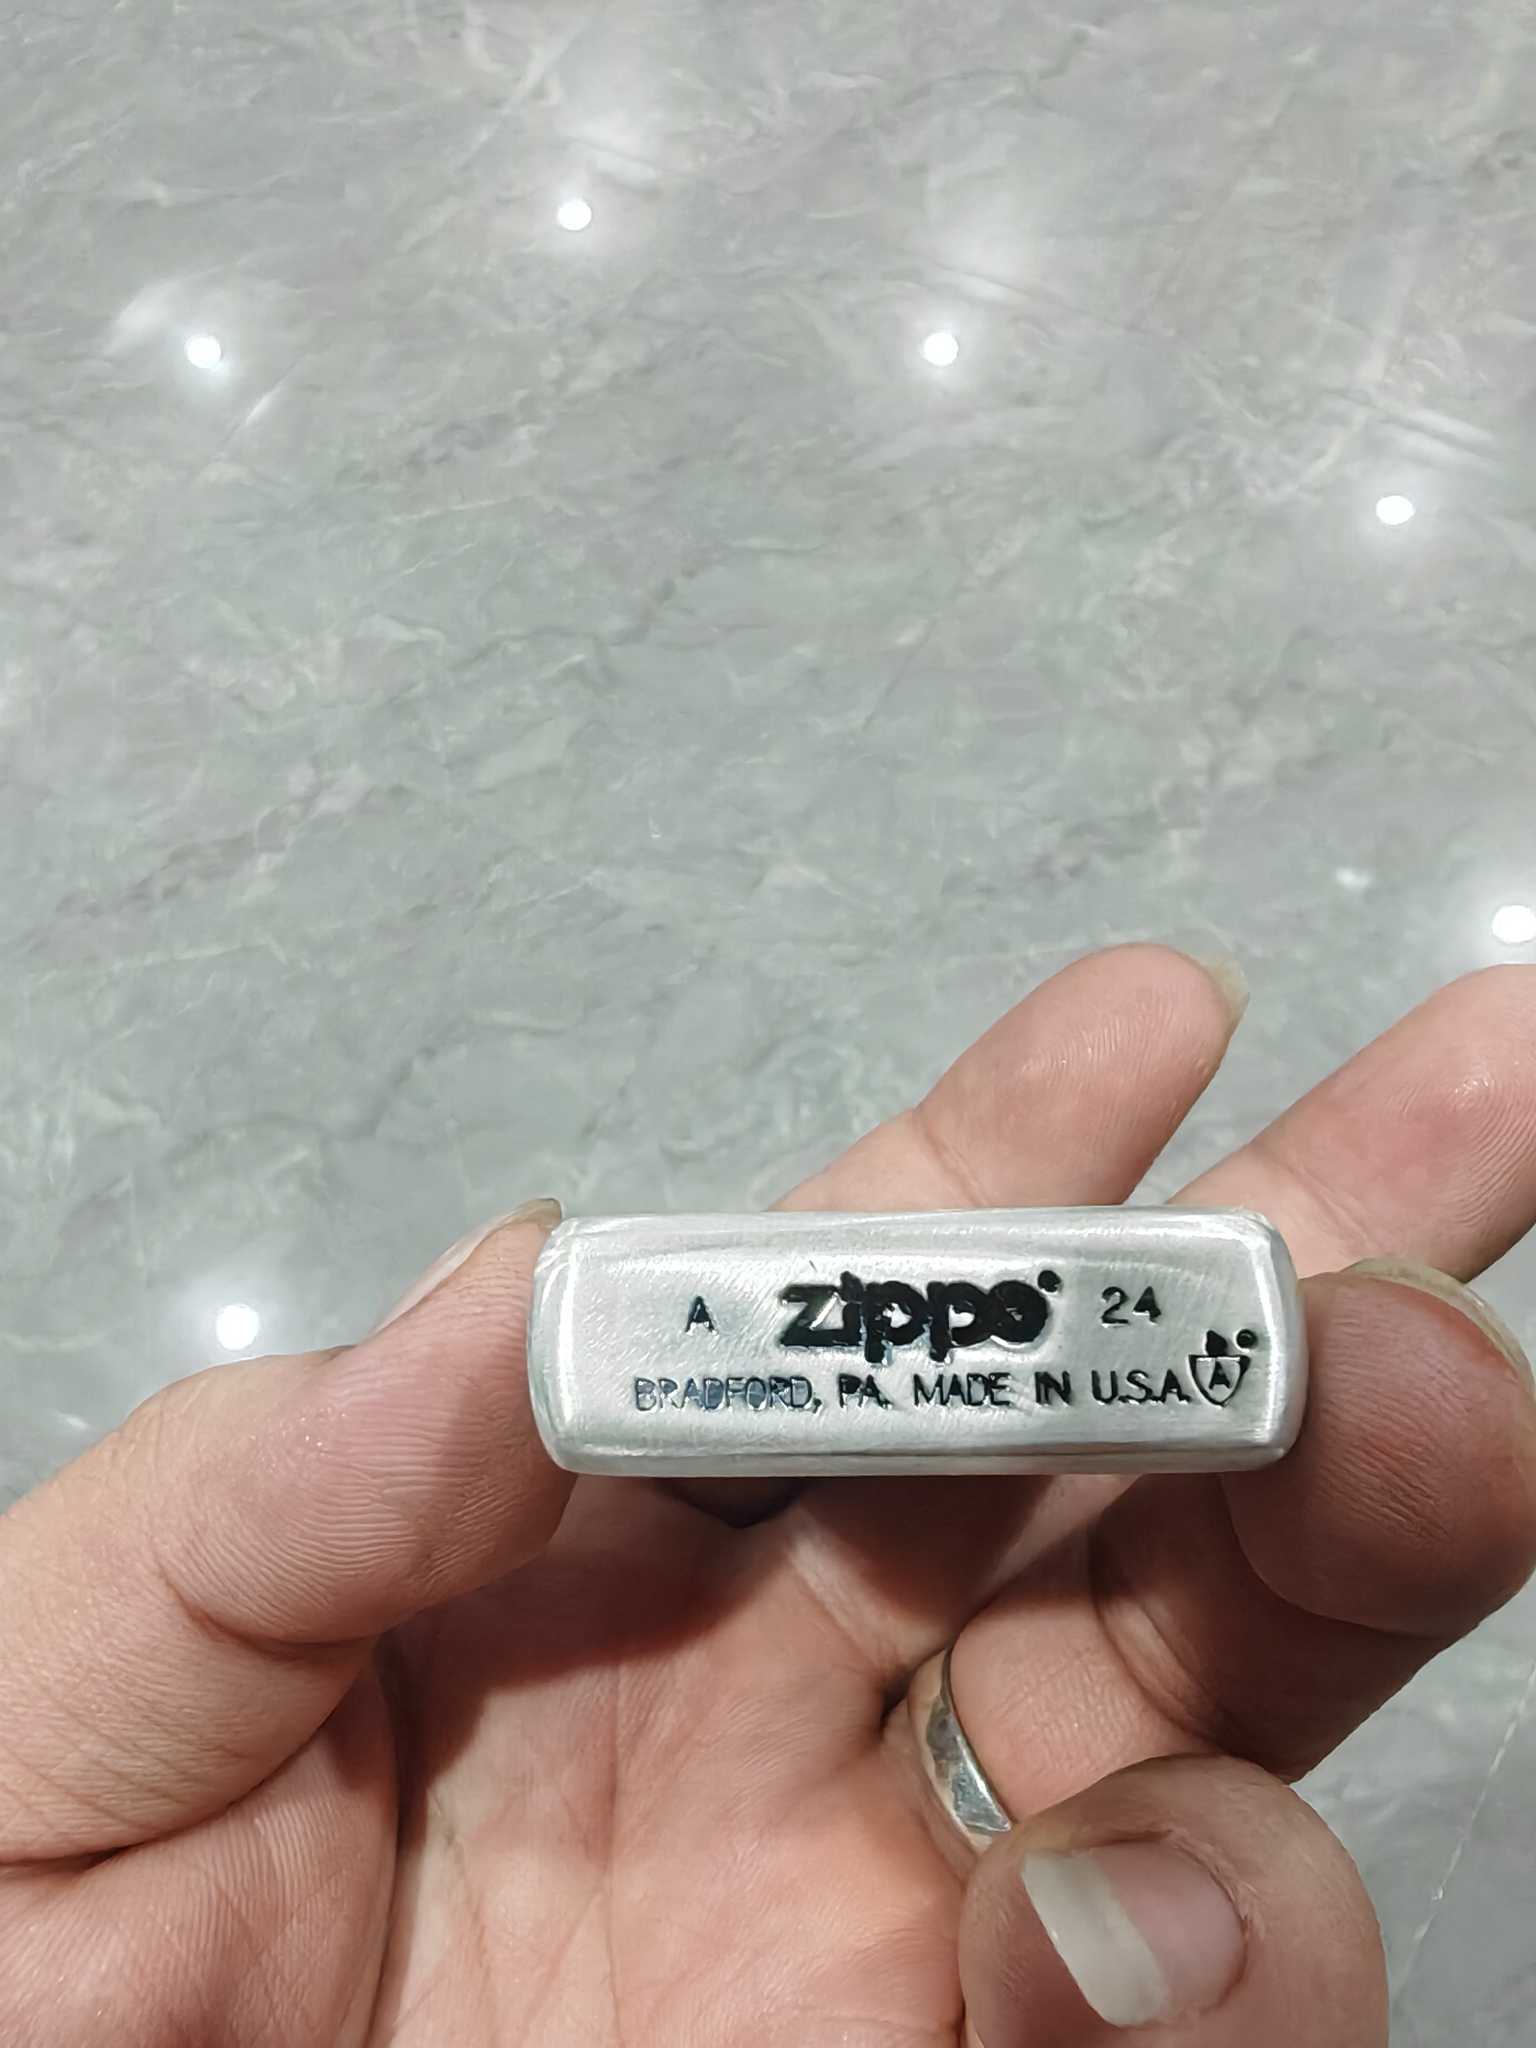 A zippo 24
BRADFORD, PA. MADE IN U.S.A. A